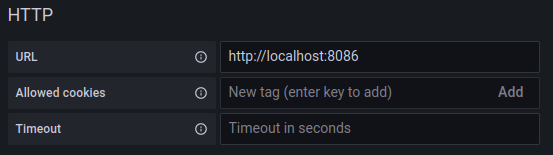 HTTP
URL http://localhost:8086
Allowed cookies New tag (enter key to add) Add
Timeout Timeout in seconds